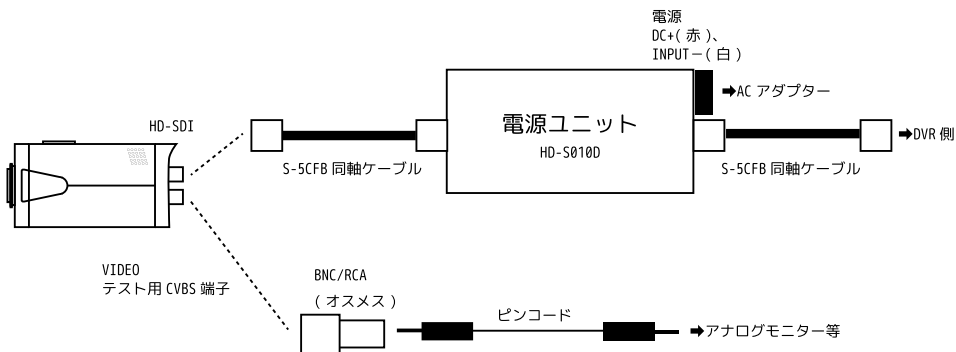 電源
DC+( 赤 )、
INPUT－( 白 )
➡AC アダプター
HD-SDI
電源ユニット
HD-S010D
➡DVR 側
S-5CFB 同軸ケーブル
S-5CFB 同軸ケーブル
VIDEO
テスト用 CVBS 端子
BNC/RCA
( オスメス )
ピンコード
➡アナログモニター等